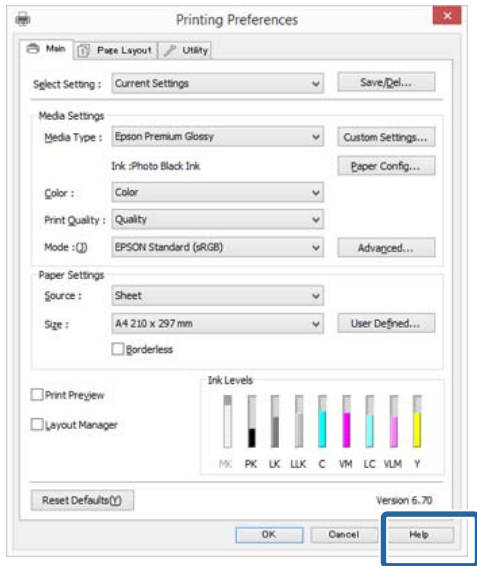 Printing Preferences
Main Page Layout Utility
Select Setting : Current Settings Save/Del...
Media Settings
Media Type : Epson Premium Glossy Custom Settings...
Ink :Photo Black Ink Paper Config...
Color : Color
Print Quality : Quality
Mode :(J) EPSON Standard (sRGB) Advanced...
Paper Settings
Source : Sheet
Size : A4 210 x 297 mm User Defined...
Borderless
Print Preview
Layout Manager
Ink Levels
MK PK LK LLK C VM LC VLM Y
Reset Defaults(Y) Version 6.70
OK Cancel Help